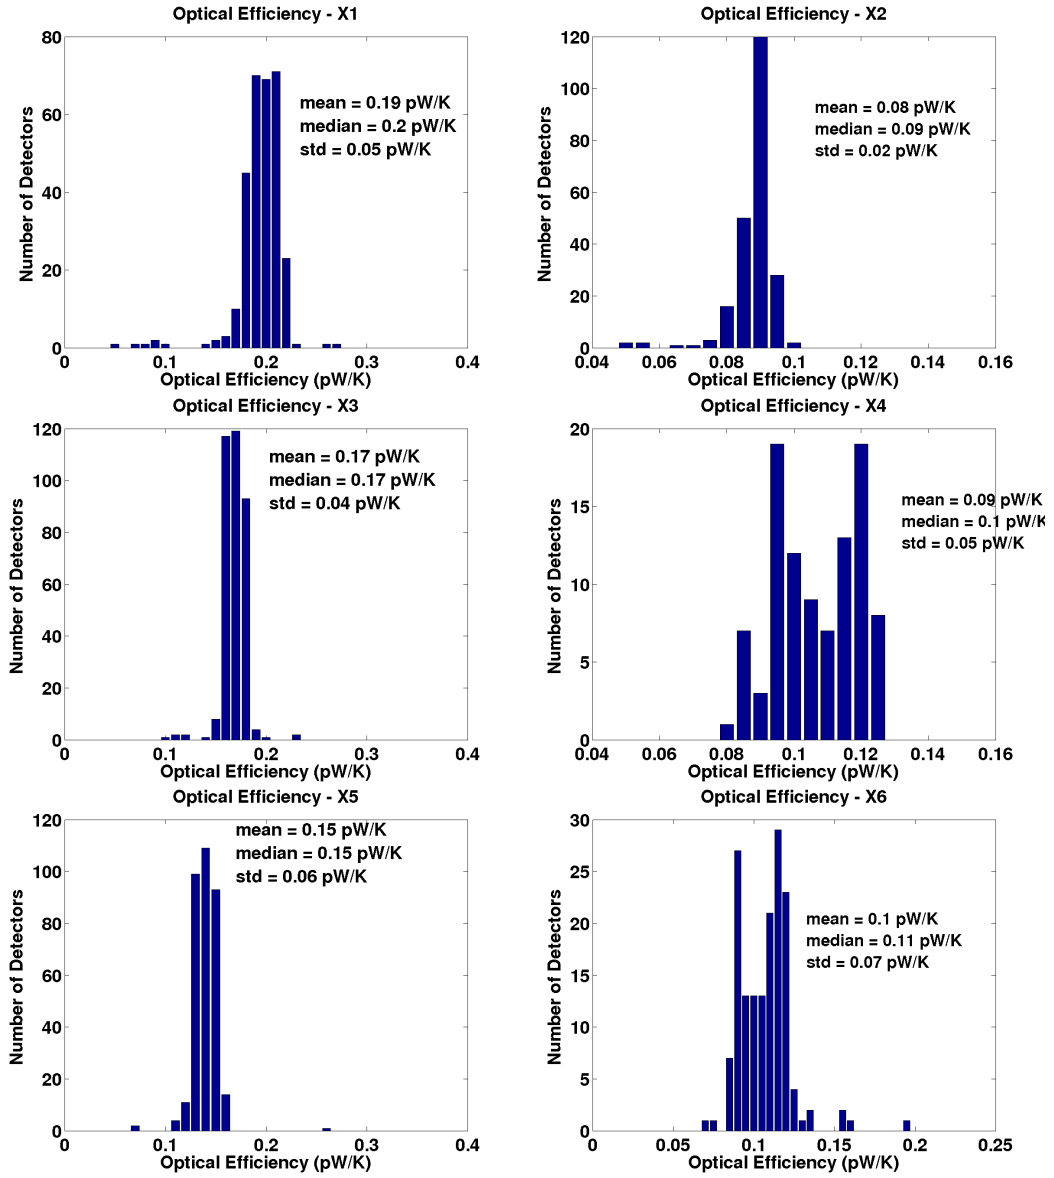 Optical Efficiency - X1
80
60
40
20
0
0 0.1 0.2 0.3 0.4
Number of Detectors
Optical Efficiency (pW/K)
mean = 0.19 pW/K
median = 0.2 pW/K
std = 0.05 pW/K
Optical Efficiency - X2
120
100
80
60
40
20
0
0.04 0.06 0.08 0.1 0.12 0.14 0.16
Number of Detectors
Optical Efficiency (pW/K)
mean = 0.08 pW/K
median = 0.09 pW/K
std = 0.02 pW/K
Optical Efficiency - X3
120
100
80
60
40
20
0
0 0.1 0.2 0.3 0.4
Number of Detectors
Optical Efficiency (pW/K)
mean = 0.17 pW/K
median = 0.17 pW/K
std = 0.04 pW/K
Optical Efficiency - X4
20
15
10
5
0
0.04 0.06 0.08 0.1 0.12 0.14 0.16
Number of Detectors
Optical Efficiency (pW/K)
mean = 0.09 pW/K
median = 0.1 pW/K
std = 0.05 pW/K
Optical Efficiency - X5
120
100
80
60
40
20
0
0 0.1 0.2 0.3 0.4
Number of Detectors
Optical Efficiency (pW/K)
mean = 0.15 pW/K
median = 0.15 pW/K
std = 0.06 pW/K
Optical Efficiency - X6
30
25
20
15
10
5
0
0 0.05 0.1 0.15 0.2 0.25
Number of Detectors
Optical Efficiency (pW/K)
mean = 0.1 pW/K
median = 0.11 pW/K
std = 0.07 pW/K